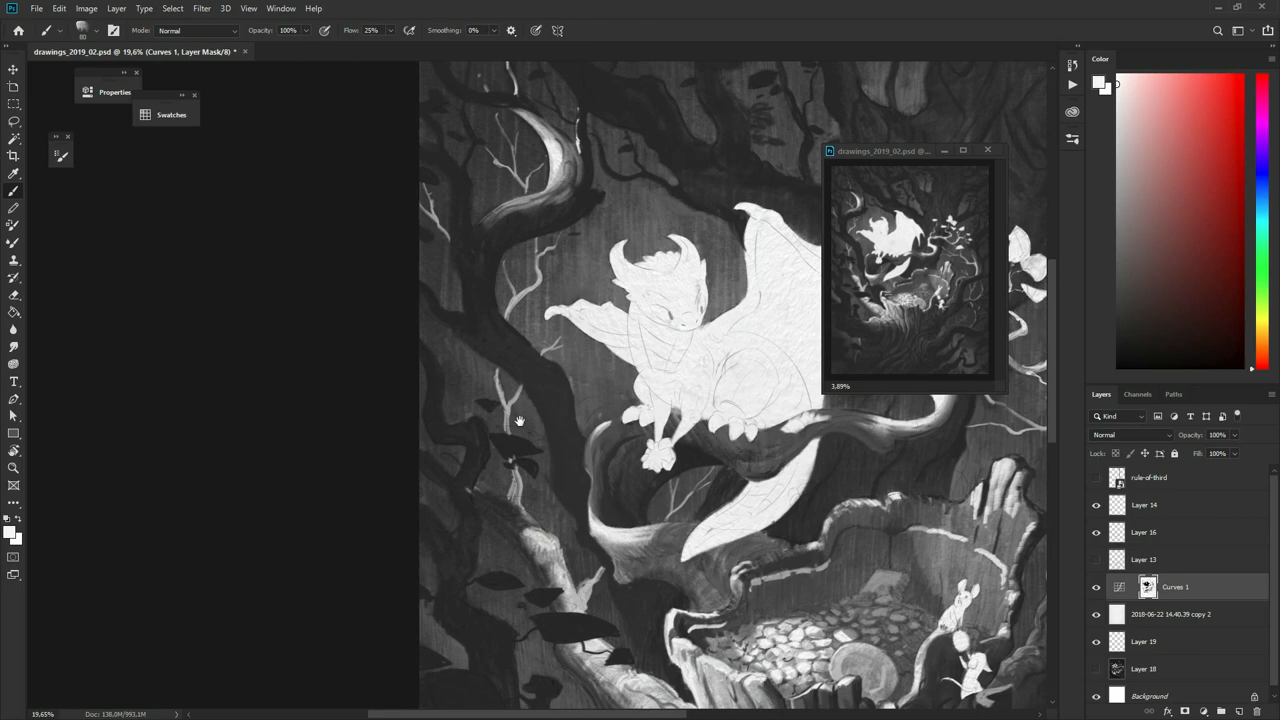 Ps File Edit Image Layer Type Select Filter 3D View Window Help
80 Mode: Normal Opacity: 100% Flow: 25% Smoothing: 0%
drawings_2019_02.psd @ 19,6% (Curves 1, Layer Mask/8) *
Properties
Swatches
Color
drawings_2019_02.psd @...
3,89%
Layers Channels Paths
Kind
Normal Opacity: 100%
Lock: Fill: 100%
rule-of-third
Layer 14
Layer 16
Layer 13
Curves 1
2018-06-22 14.40.39 copy 2
Layer 19
Layer 18
Background
19,65% Doc: 138,0M/993,1M